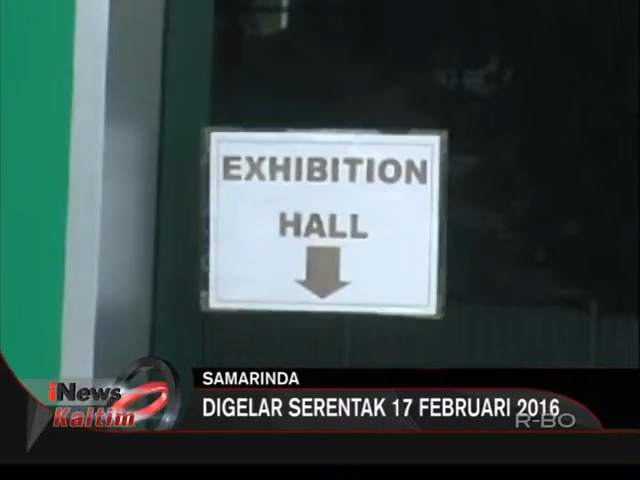 EXHIBITION
HALL
SAMARINDA
DIGELAR SERENTAK 17 FEBRUARI 2016
R-BO
iNews
Kaltim